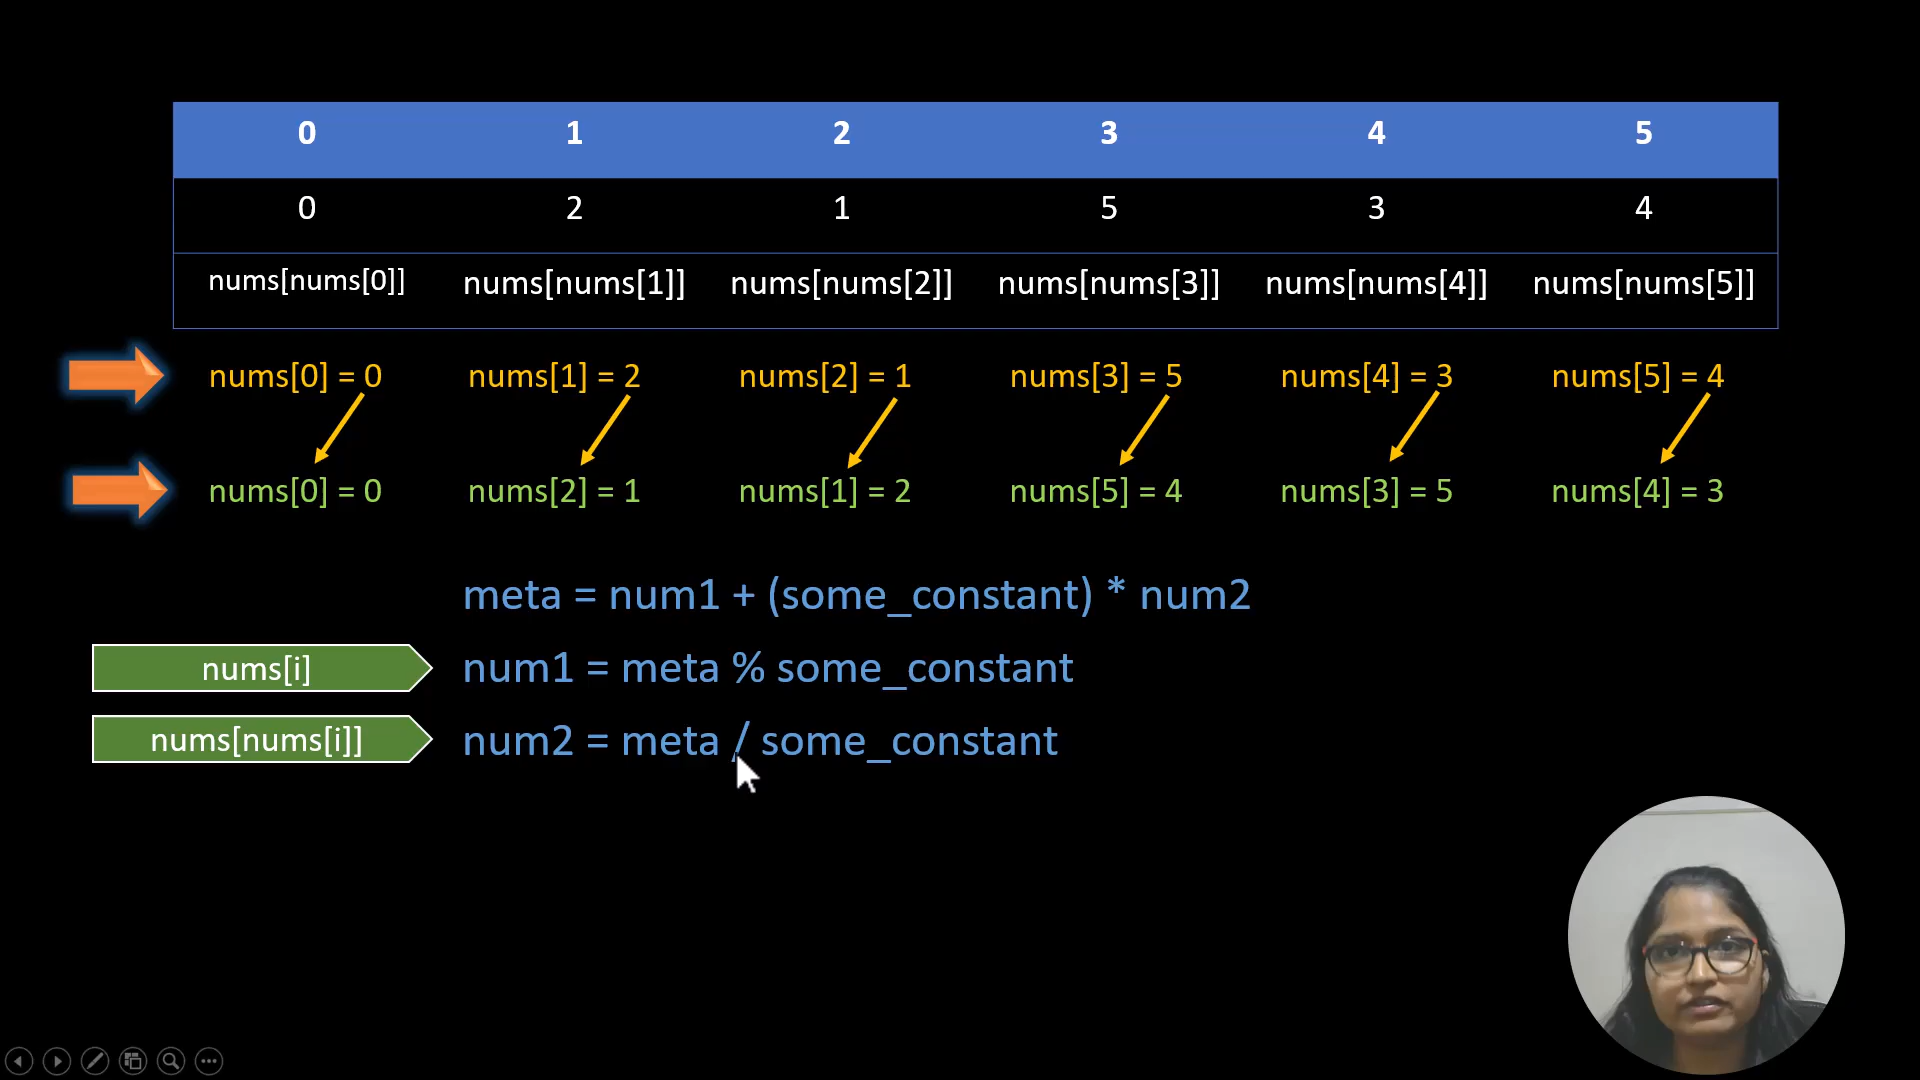 0 1 2 3 4 5
0 2 1 5 3 4
nums[nums[0]] nums[nums[1]] nums[nums[2]] nums[nums[3]] nums[nums[4]] nums[nums[5]]
nums[0] = 0 nums[1] = 2 nums[2] = 1 nums[3] = 5 nums[4] = 3 nums[5] = 4
nums[0] = 0 nums[2] = 1 nums[1] = 2 nums[5] = 4 nums[3] = 5 nums[4] = 3
meta = num1 + (some_constant) * num2
nums[i] num1 = meta % some_constant
nums[nums[i]] num2 = meta / some_constant